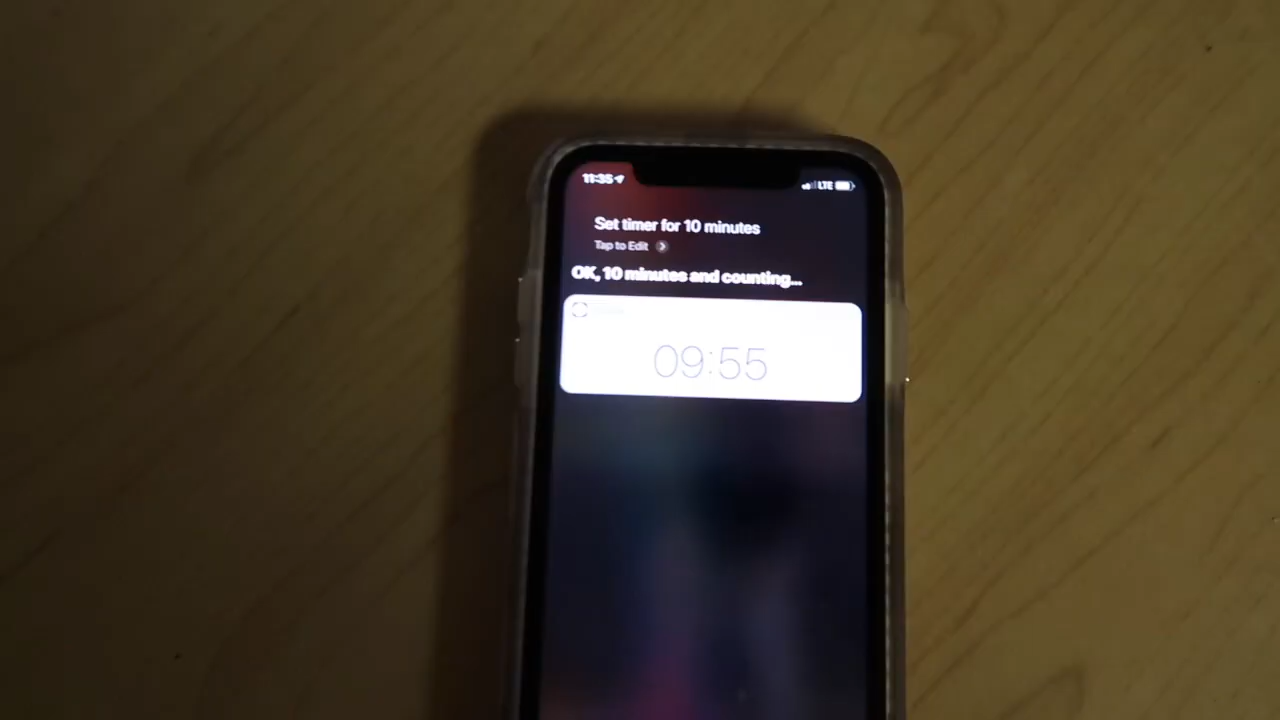 11:35
LTE
Set timer for 10 minutes
Tap to Edit
OK, 10 minutes and counting...
09:55